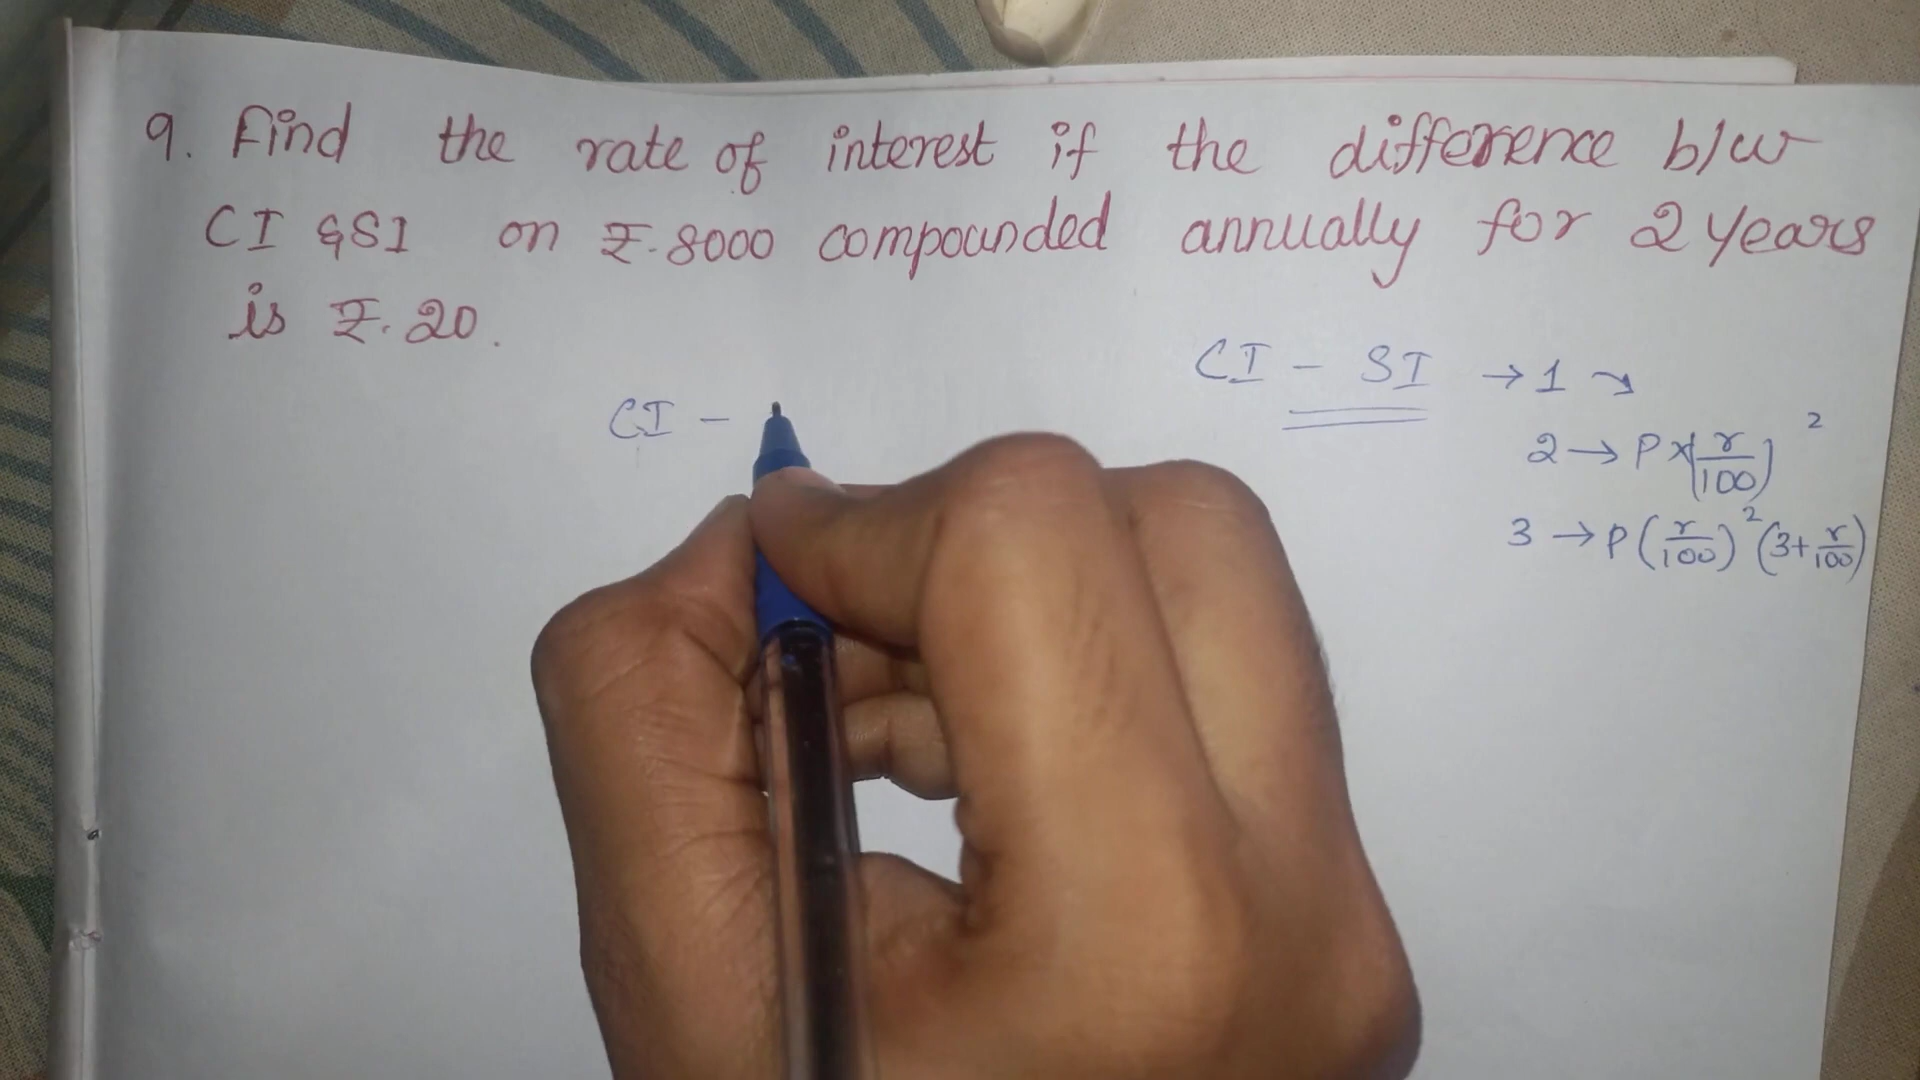 9. Find the rate of interest if the difference b/w
CI & SI on ₹. 8000 compounded annually for 2 years
is ₹. 20.
CI - SI → 1 ↘
CI -
2 → P × (r/100)²
3 → P (r/100)² (3 + r/100)